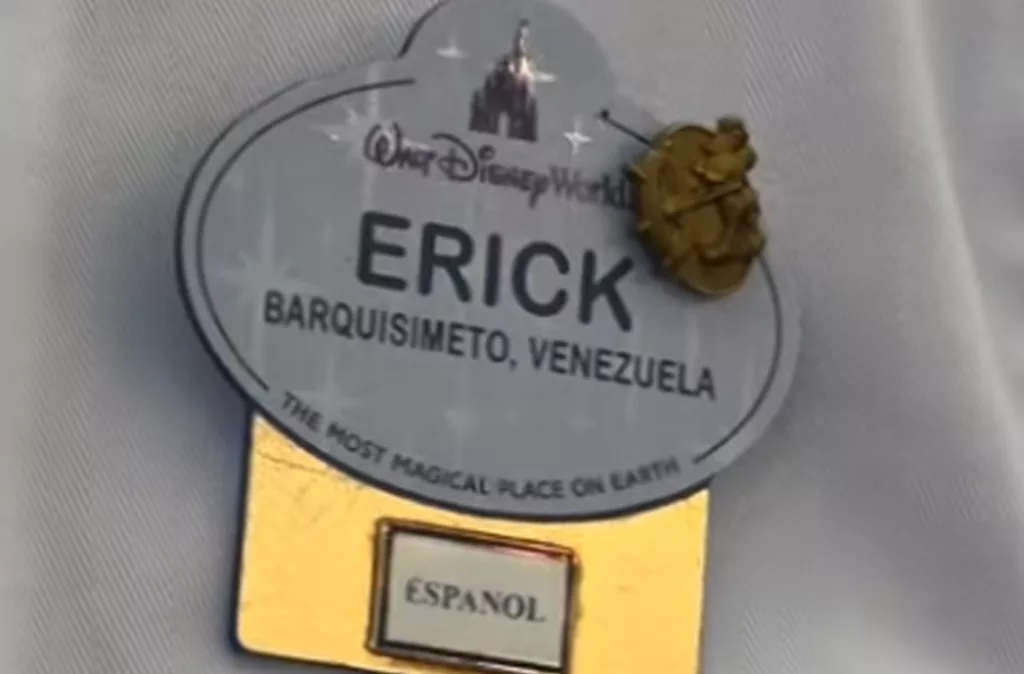 Walt Disney World
ERICK
BARQUISIMETO, VENEZUELA
THE MOST MAGICAL PLACE ON EARTH
ESPANOL